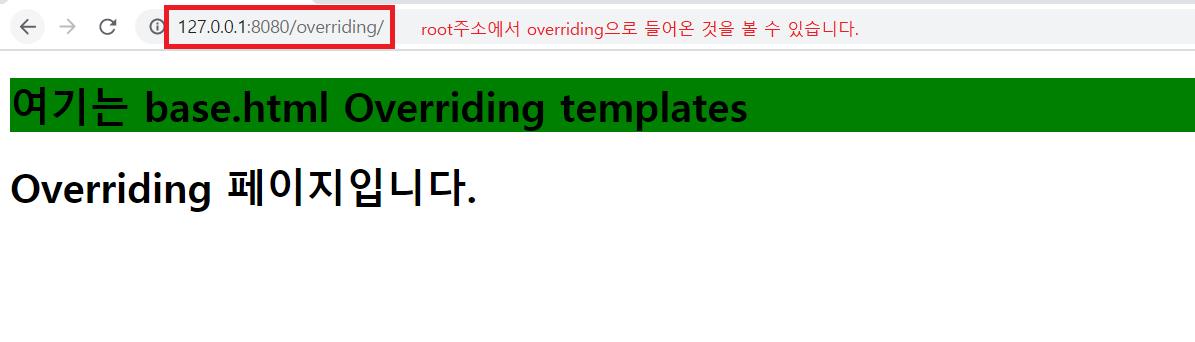 127.0.0.1:8080/overriding/ root주소에서 overriding으로 들어온 것을 볼 수 있습니다.
여기는 base.html Overriding templates
Overriding 페이지입니다.